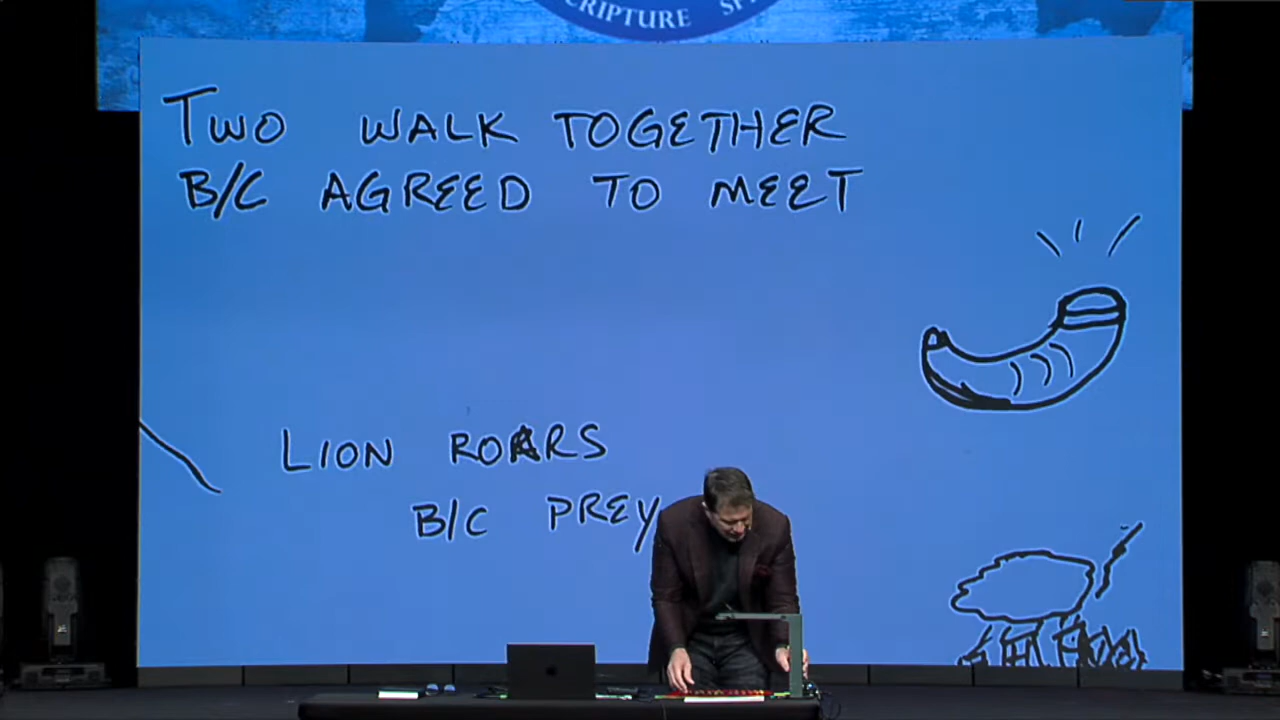 SCRIPTURE
TWO WALK TOGETHER
B/C AGREED TO MEET
LION ROARS
B/C PREY